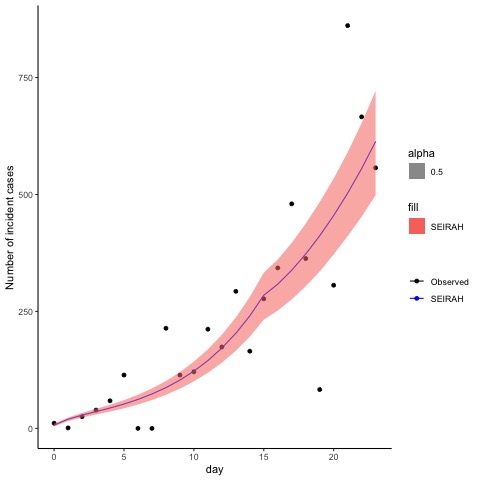 Number of incident cases
750
500
250
0
0
5
10
15
20
day
alpha
0.5
fill
SEIRAH
Observed
SEIRAH